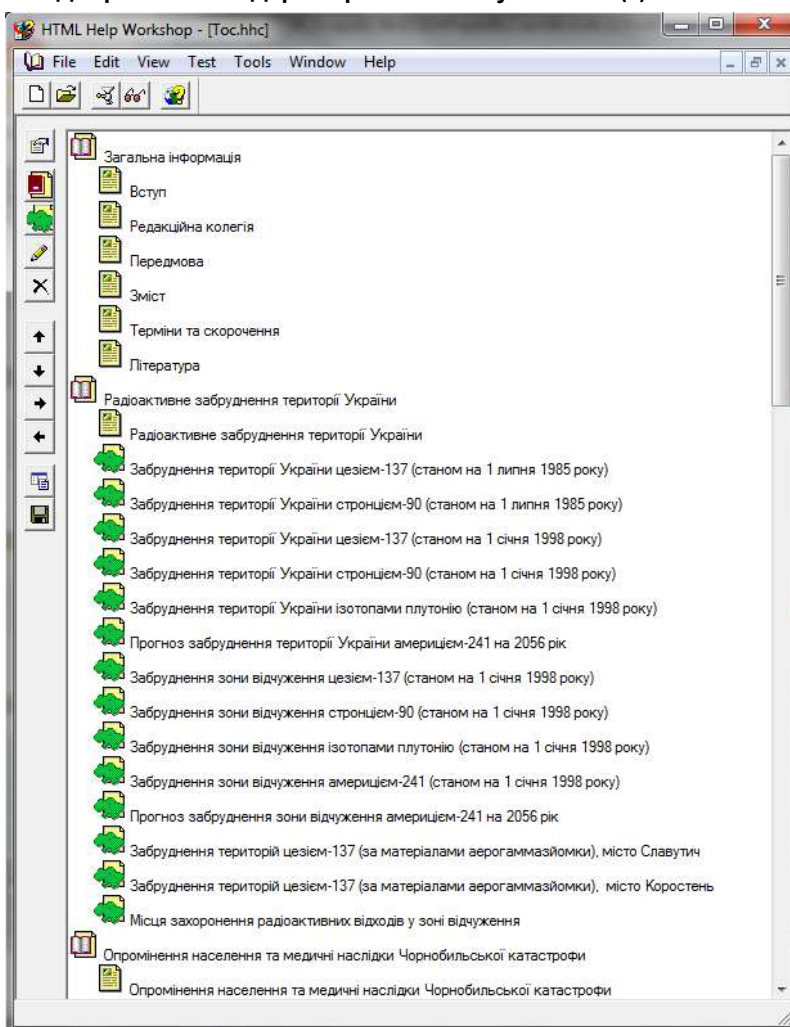 HTML Help Workshop - [Toc.hhc]
File Edit View Test Tools Window Help
Загальна інформація
Вступ
Редакційна колегія
Передмова
Зміст
Терміни та скорочення
Література
Радіоактивне забруднення території України
Радіоактивне забруднення території України
Забруднення території України цезієм-137 (станом на 1 липня 1985 року)
Забруднення території України стронцієм-90 (станом на 1 липня 1985 року)
Забруднення території України цезієм-137 (станом на 1 січня 1998 року)
Забруднення території України стронцієм-90 (станом на 1 січня 1998 року)
Забруднення території України ізотопами плутонію (станом на 1 січня 1998 року)
Прогноз забруднення території України америцієм-241 на 2056 рік
Забруднення зони відчуження цезієм-137 (станом на 1 січня 1998 року)
Забруднення зони відчуження стронцієм-90 (станом на 1 січня 1998 року)
Забруднення зони відчуження ізотопами плутонію (станом на 1 січня 1998 року)
Забруднення зони відчуження америцієм-241 (станом на 1 січня 1998 року)
Прогноз забруднення зони відчуження америцієм-241 на 2056 рік
Забруднення територій цезієм-137 (за матеріалами аерогаммазйомки), місто Славутич
Забруднення територій цезієм-137 (за матеріалами аерогаммазйомки), місто Коростень
Місця захоронення радіоактивних відходів у зоні відчуження
Опромінення населення та медичні наслідки Чорнобильської катастрофи
Опромінення населення та медичні наслідки Чорнобильської катастрофи